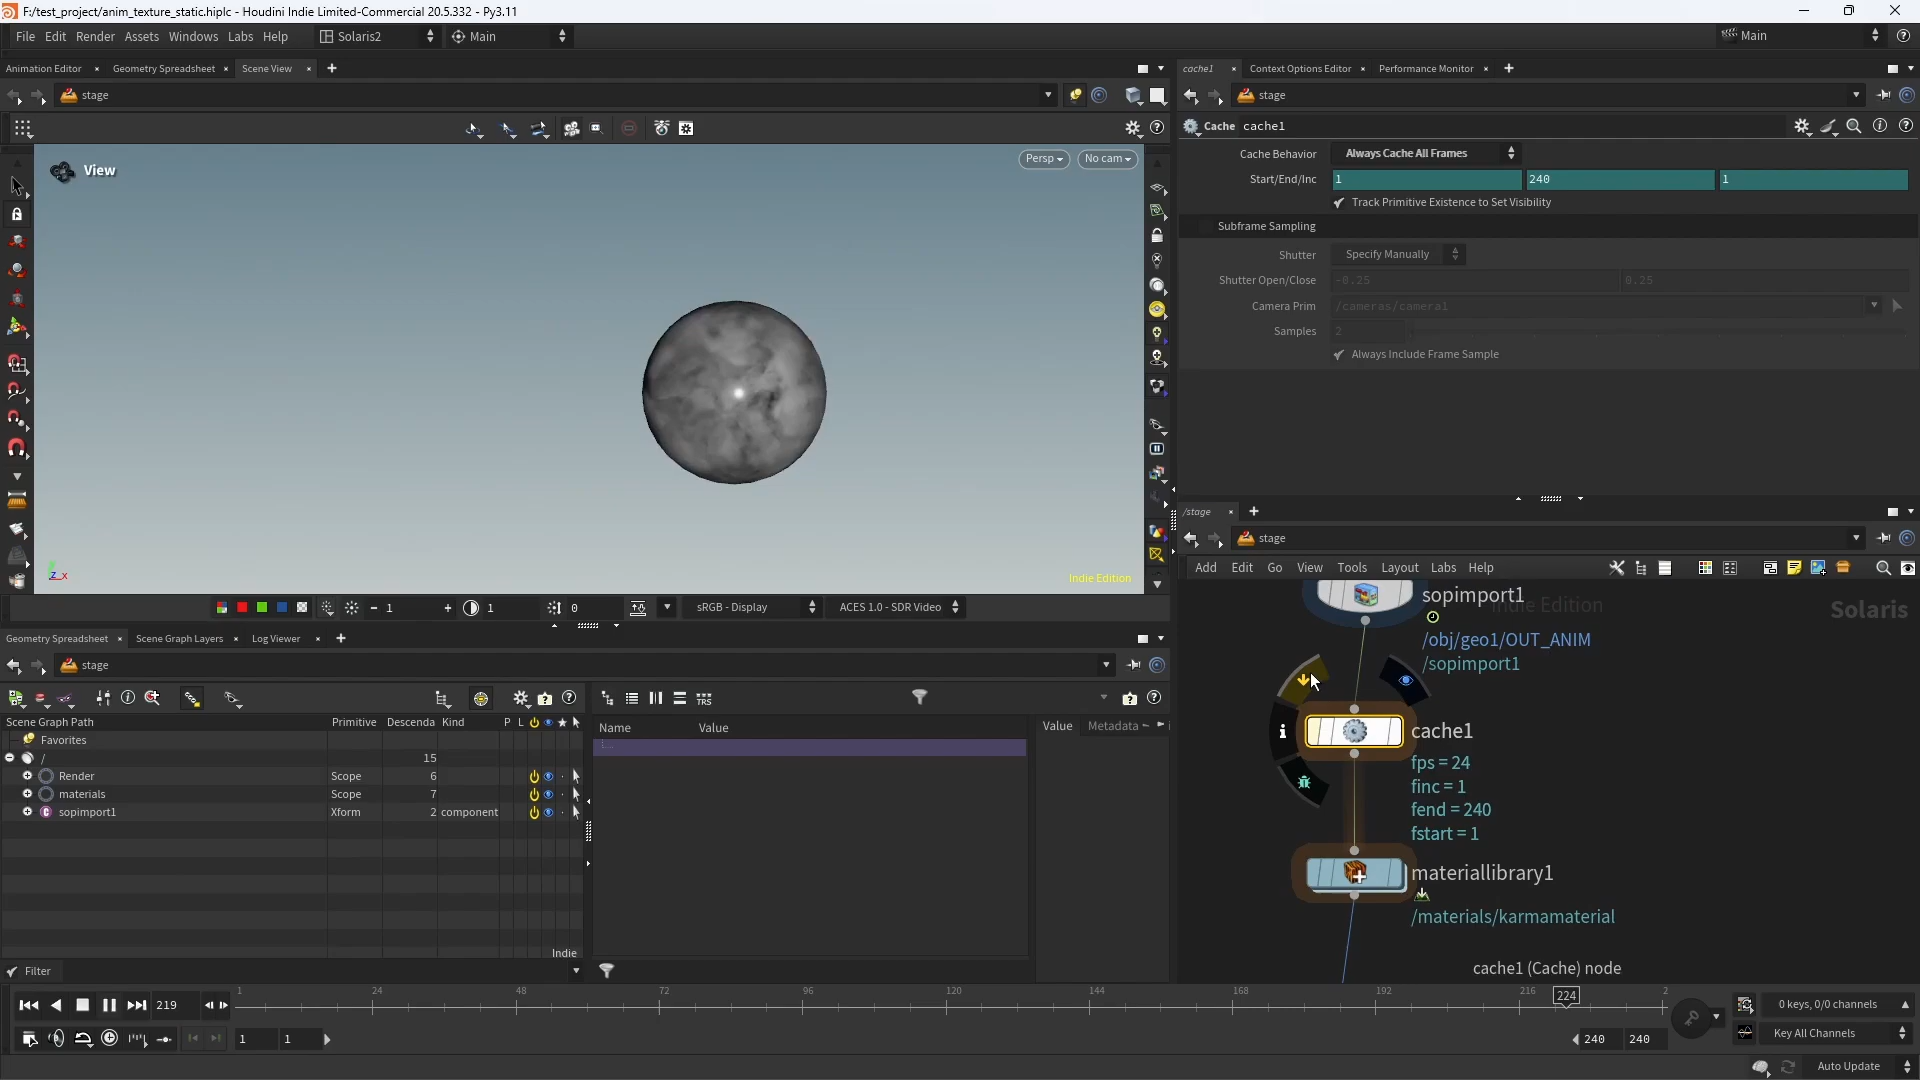 F:/test_project/anim_texture_static.hiplc - Houdini Indie Limited-Commercial 20.5.332 - Py3.11
File Edit Render Assets Windows Labs Help Solaris2 Main Main
Animation Editor Geometry Spreadsheet Scene View
stage
View
Persp No cam
Indie Edition
z x
1 1 0 sRGB - Display ACES 1.0 - SDR Video
Geometry Spreadsheet Scene Graph Layers Log Viewer
stage
Scene Graph Path Primitive Descenda Kind P L
Favorites
/ 15
Render Scope 6
materials Scope 7
sopimport1 Xform 2 component
Indie
Filter
Name Value
Value Metadata
cache1 Context Options Editor Performance Monitor
stage
Cache cache1
Cache Behavior Always Cache All Frames
Start/End/Inc 1 240 1
Track Primitive Existence to Set Visibility
Subframe Sampling
Shutter Specify Manually
Shutter Open/Close -0.25 0.25
Camera Prim /cameras/camera1
Samples 2
Always Include Frame Sample
/stage
stage
Add Edit Go View Tools Layout Labs Help
Indie Edition
Solaris
sopimport1
/obj/geo1/OUT_ANIM
/sopimport1
cache1
fps = 24
finc = 1
fend = 240
fstart = 1
materiallibrary1
/materials/karmamaterial
cache1 (Cache) node
219 1 24 48 72 96 120 144 168 192 216 224 2
1 1 240 240
0 keys, 0/0 channels
Key All Channels
Auto Update